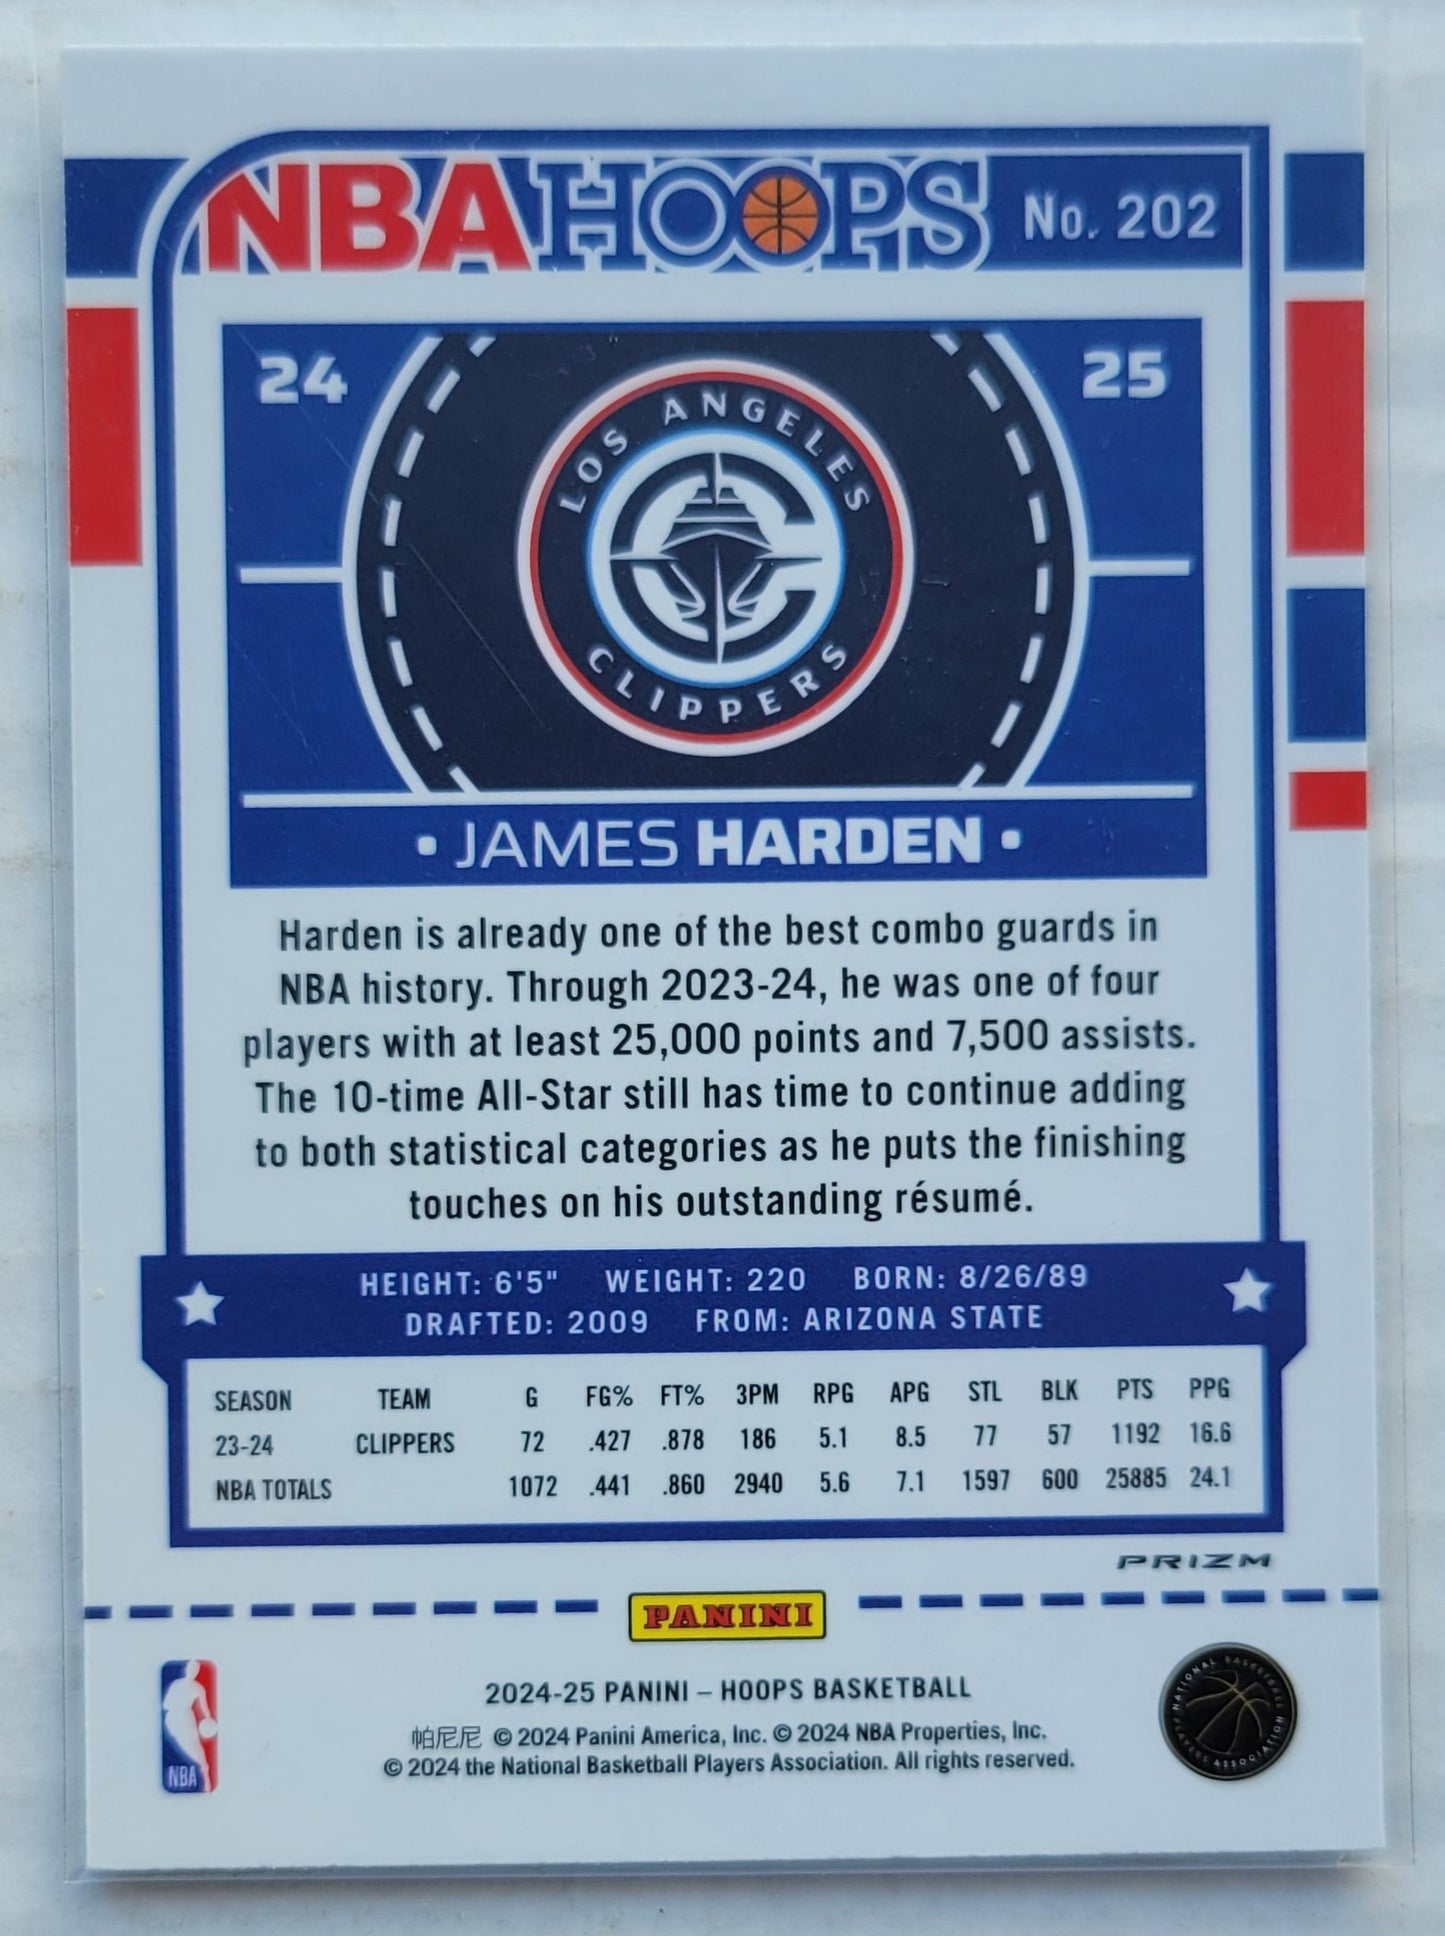 NBA HOOPS No. 202
24 25
LOS ANGELES
CLIPPERS
• JAMES HARDEN •
Harden is already one of the best combo guards in
NBA history. Through 2023-24, he was one of four
players with at least 25,000 points and 7,500 assists.
The 10-time All-Star still has time to continue adding
to both statistical categories as he puts the finishing
touches on his outstanding résumé.
HEIGHT: 6'5" WEIGHT: 220 BORN: 8/26/89
DRAFTED: 2009 FROM: ARIZONA STATE
SEASON TEAM G FG% FT% 3PM RPG APG STL BLK PTS PPG
23-24 CLIPPERS 72 .427 .878 186 5.1 8.5 77 57 1192 16.6
NBA TOTALS 1072 .441 .860 2940 5.6 7.1 1597 600 25885 24.1
PRIZM
PANINI
2024-25 PANINI – HOOPS BASKETBALL
帕尼尼 © 2024 Panini America, Inc. © 2024 NBA Properties, Inc.
© 2024 the National Basketball Players Association. All rights reserved.
NBA
NATIONAL BASKETBALL
PLAYERS ASSOCIATION